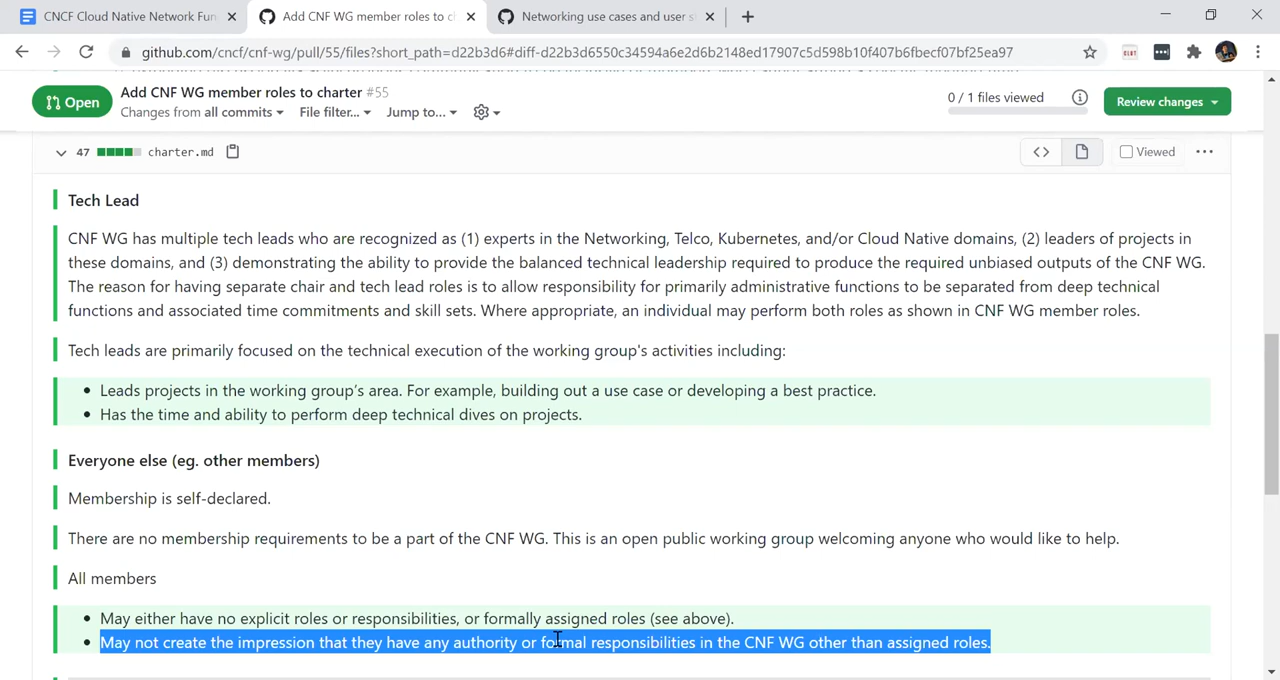 CNCF Cloud Native Network Fun
Add CNF WG member roles to c
Networking use cases and user s
github.com/cncf/cnf-wg/pull/55/files?short_path=d22b3d6#diff-d22b3d6550c34594a6e2d6b2148ed17907c5d598b10f407b6fbecf07bf25ea97
Open
Add CNF WG member roles to charter #55
Changes from all commits
File filter...
Jump to...
0 / 1 files viewed
Review changes
47
charter.md
<>
Viewed
...
Tech Lead
CNF WG has multiple tech leads who are recognized as (1) experts in the Networking, Telco, Kubernetes, and/or Cloud Native domains, (2) leaders of projects in
these domains, and (3) demonstrating the ability to provide the balanced technical leadership required to produce the required unbiased outputs of the CNF WG.
The reason for having separate chair and tech lead roles is to allow responsibility for primarily administrative functions to be separated from deep technical
functions and associated time commitments and skill sets. Where appropriate, an individual may perform both roles as shown in CNF WG member roles.
Tech leads are primarily focused on the technical execution of the working group's activities including:
• Leads projects in the working group's area. For example, building out a use case or developing a best practice.
• Has the time and ability to perform deep technical dives on projects.
Everyone else (eg. other members)
Membership is self-declared.
There are no membership requirements to be a part of the CNF WG. This is an open public working group welcoming anyone who would like to help.
All members
• May either have no explicit roles or responsibilities, or formally assigned roles (see above).
• May not create the impression that they have any authority or formal responsibilities in the CNF WG other than assigned roles.